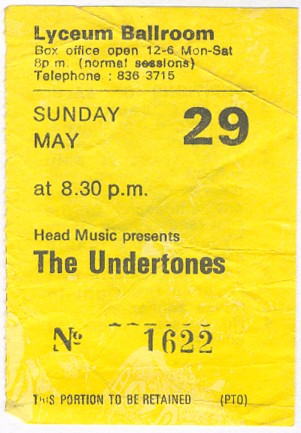 Lyceum Ballroom
Box office open 12-6 Mon-Sat
8p m. (normal sessions)
Telephone : 836 3715
SUNDAY 29
MAY
at 8.30 p.m.
Head Music presents
The Undertones
No 1622
THIS PORTION TO BE RETAINED (PTO)